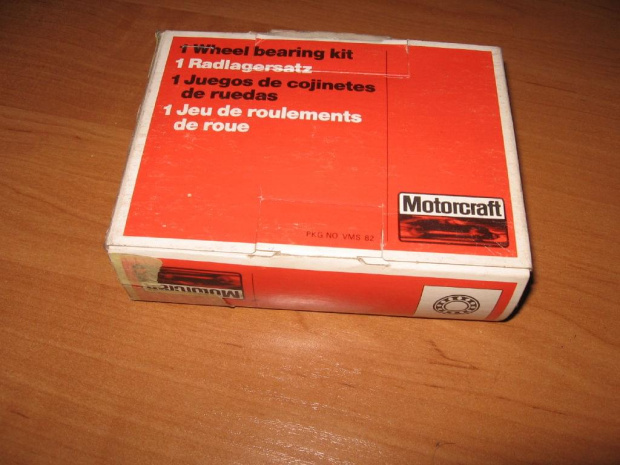 1 Wheel bearing kit
1 Radlagersatz
1 Juegos de cojinetes
de ruedas
1 Jeu de roulements
de roue
Motorcraft
PKG NO VMS 82
Motorcraft